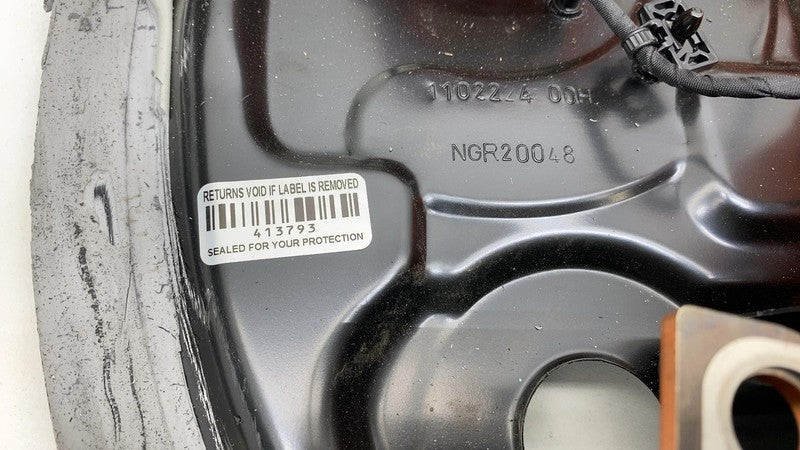 1102224 00H
NGR20048
RETURNS VOID IF LABEL IS REMOVED
413793
SEALED FOR YOUR PROTECTION